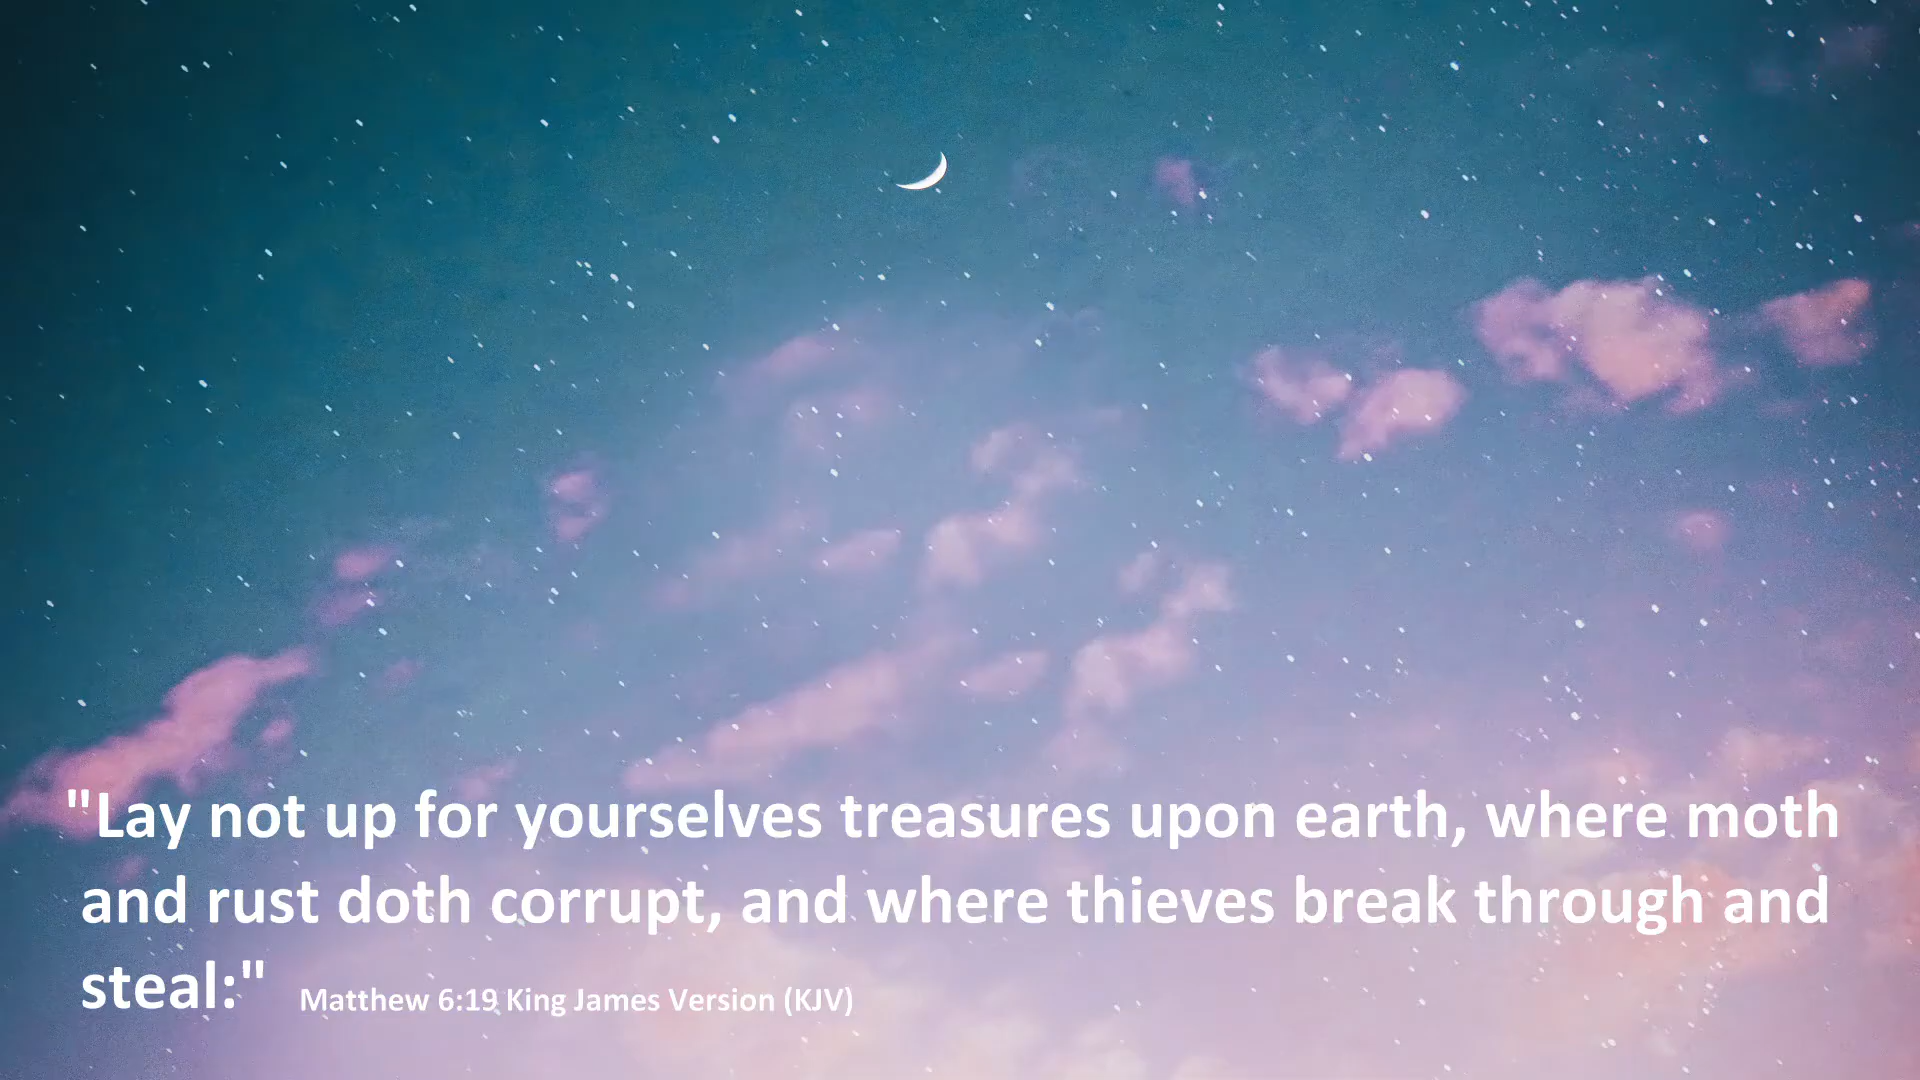 "Lay not up for yourselves treasures upon earth, where moth
and rust doth corrupt, and where thieves break through and
steal:" Matthew 6:19 King James Version (KJV)